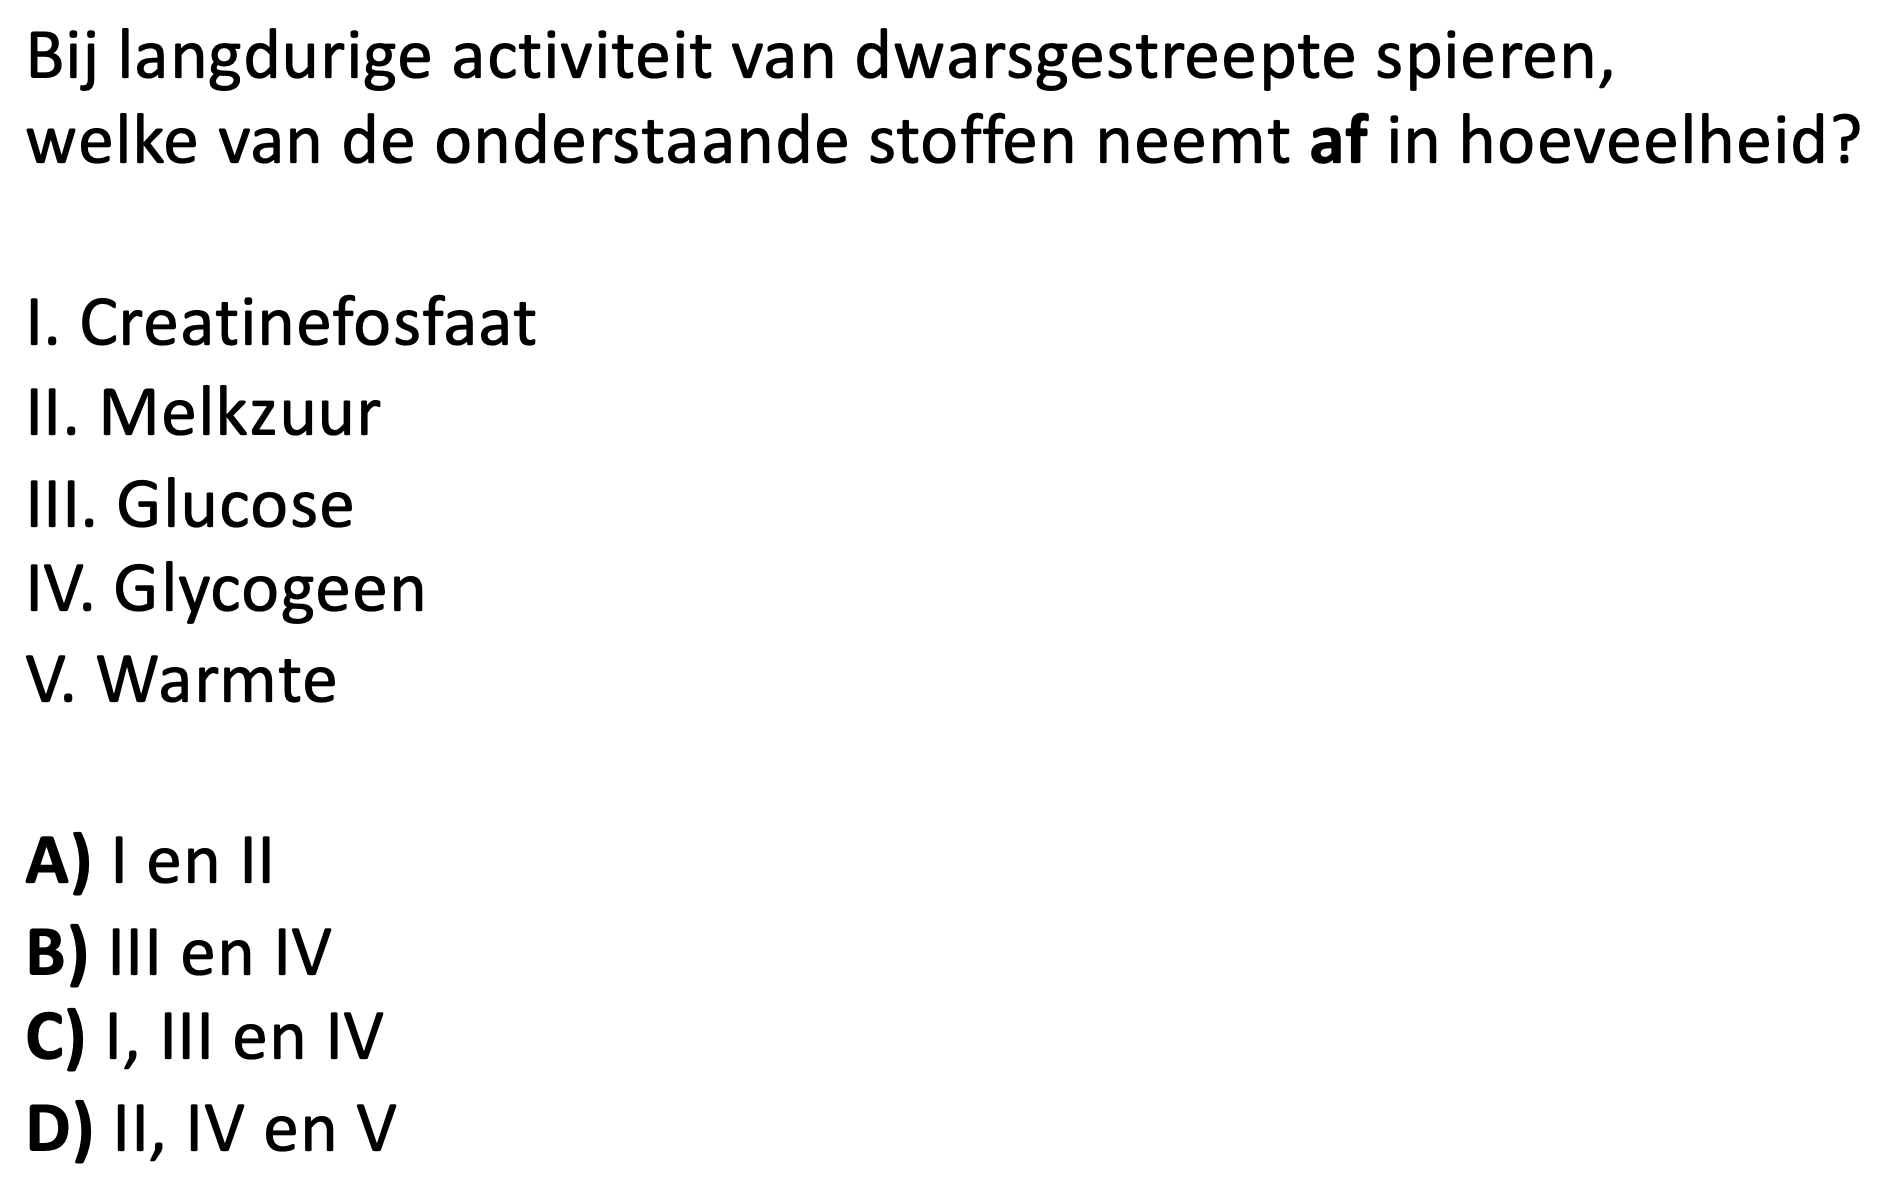 Bij langdurige activiteit van dwarsgestreepte spieren,
welke van de onderstaande stoffen neemt af in hoeveelheid?
I. Creatinefosfaat
II. Melkzuur
III. Glucose
IV. Glycogeen
V. Warmte
A) I en II
B) III en IV
C) I, III en IV
D) II, IV en V